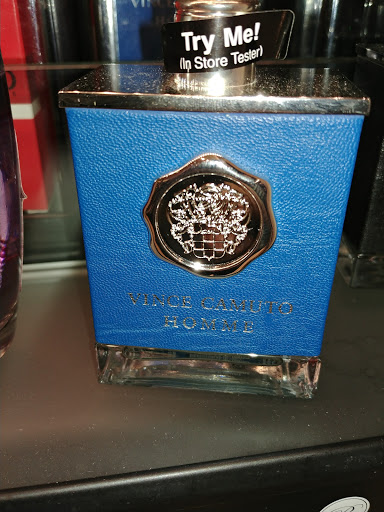 Try Me!
(In Store Tester)
VINCE CAMUTO
HOMME